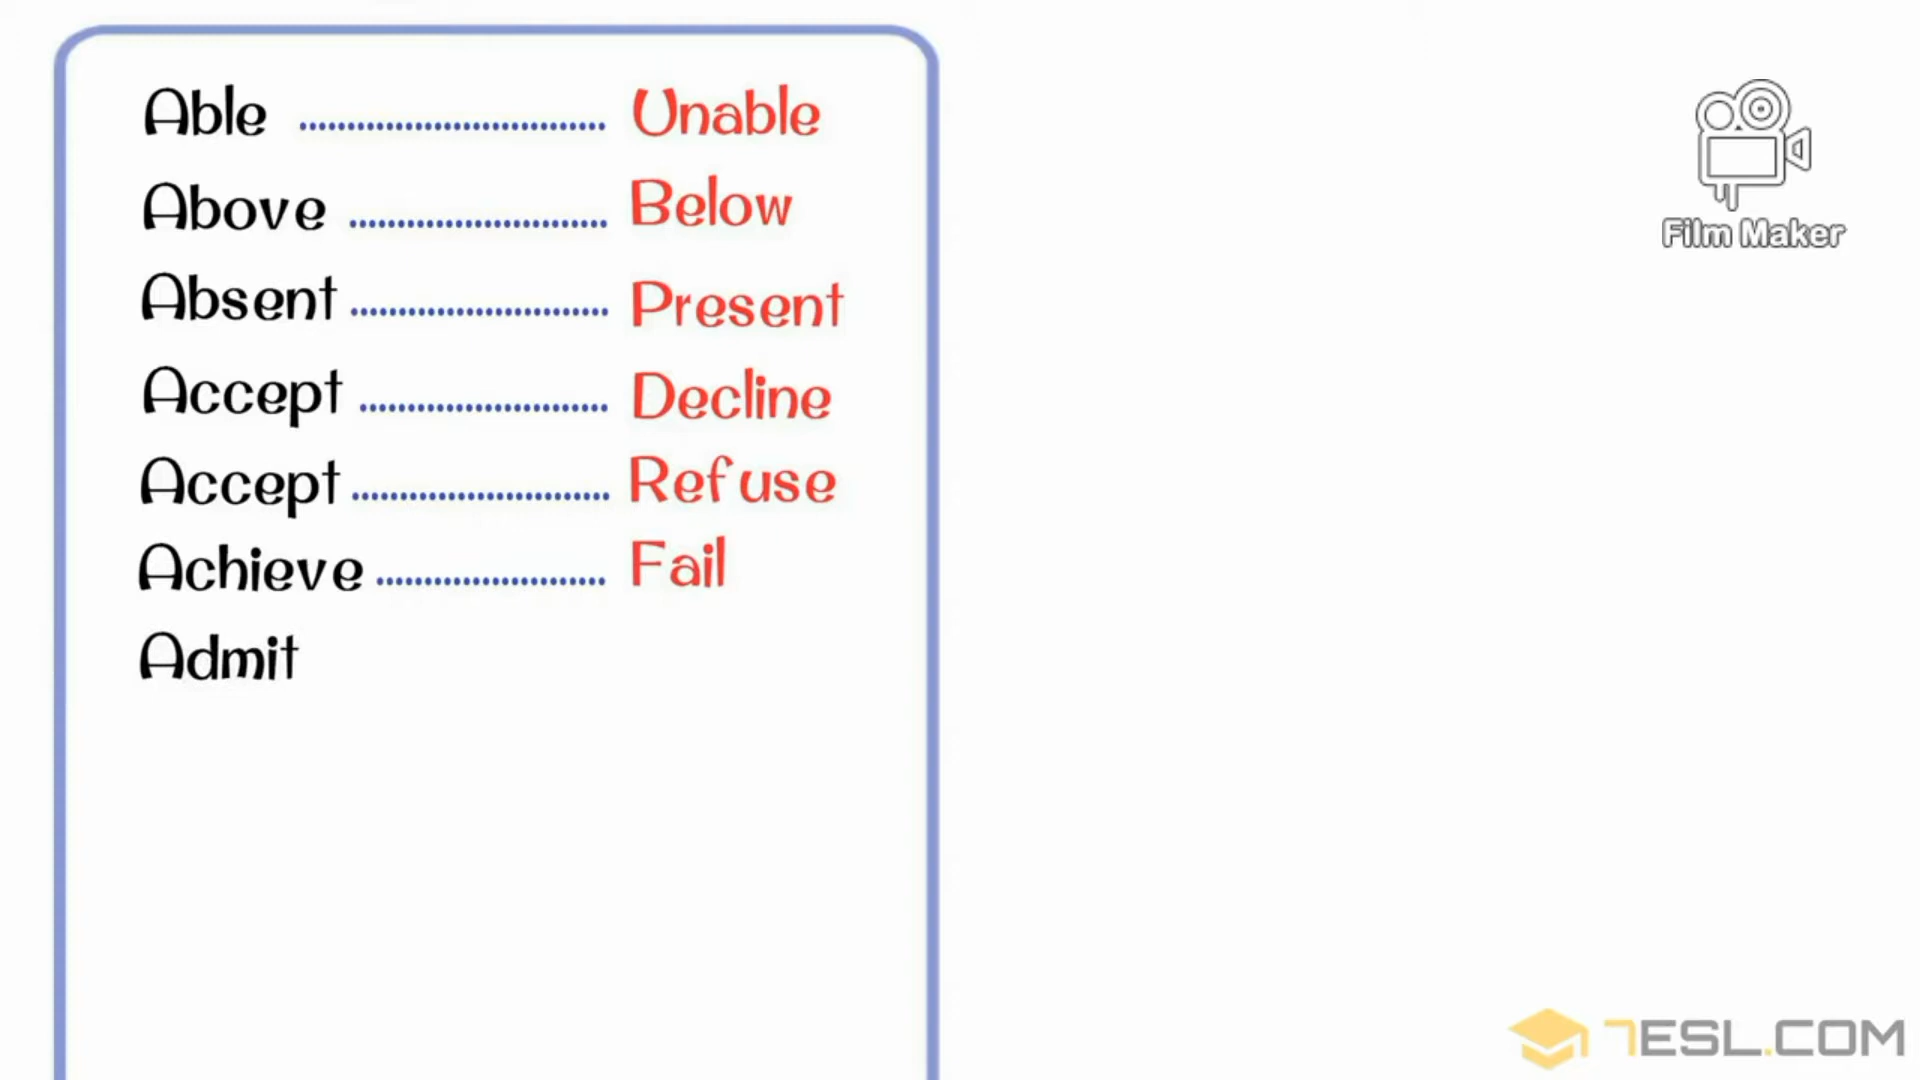 Able ................................ Unable
Above ........................... Below
Absent ........................... Present
Accept .......................... Decline
Accept ........................... Refuse
Achieve ........................ Fail
Admit
Film Maker
7ESL.COM